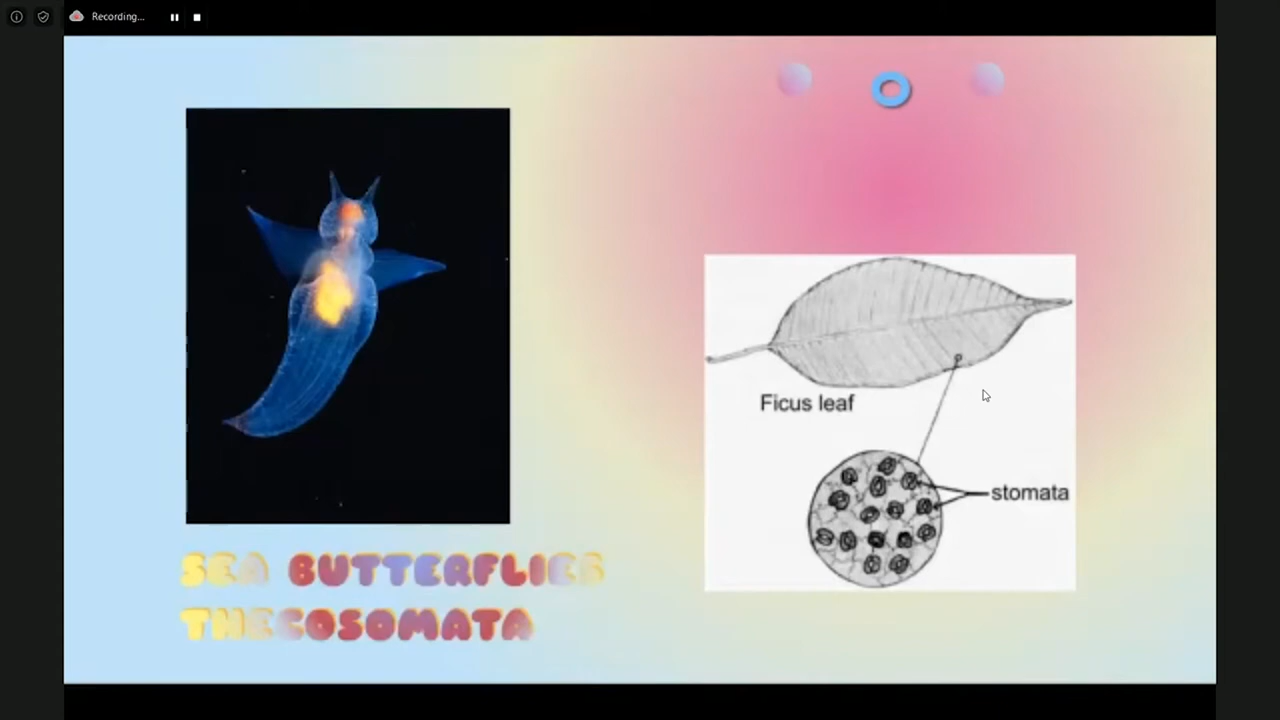 Recording...
SEA BUTTERFLIES
THECOSOMATA
Ficus leaf
stomata